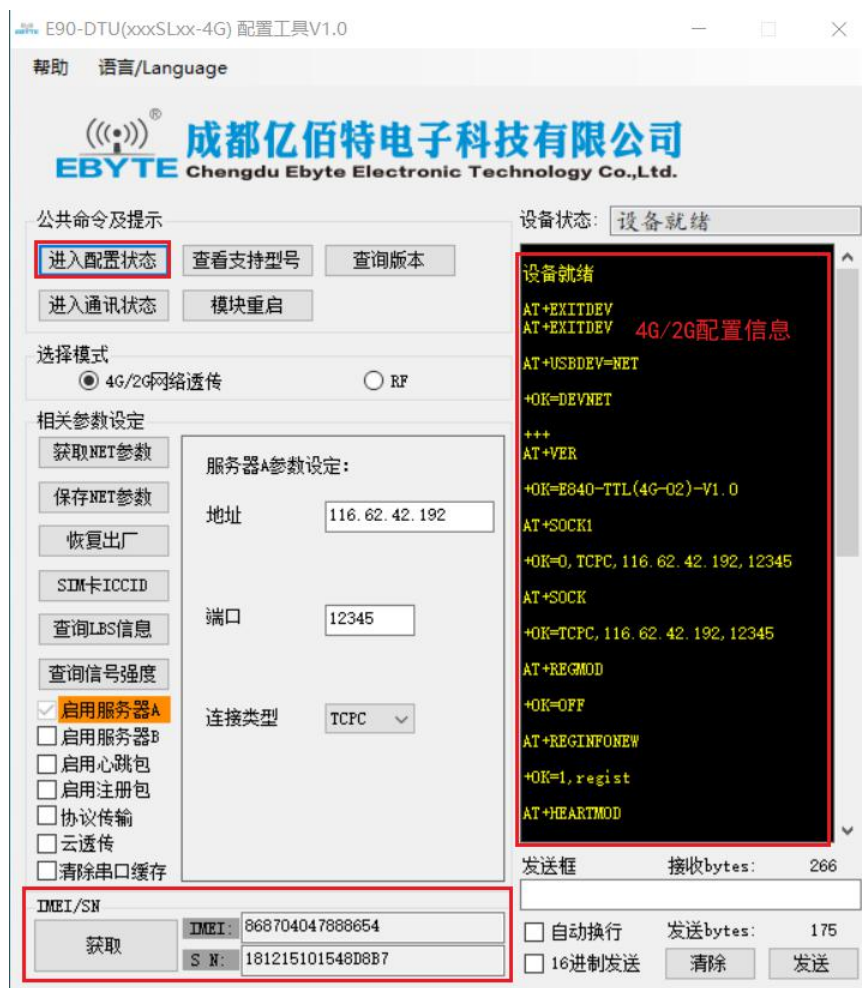 E90-DTU(xxxSLxx-4G) 配置工具V1.0
帮助 语言/Language
EBYTE
®
成都亿佰特电子科技有限公司
Chengdu Ebyte Electronic Technology Co.,Ltd.
公共命令及提示
进入配置状态 查看支持型号 查询版本
进入通讯状态 模块重启
选择模式
4G/2G网络透传 RF
相关参数设定
获取NET参数
保存NET参数
恢复出厂
SIM卡ICCID
查询LBS信息
查询信号强度
启用服务器A
启用服务器B
启用心跳包
启用注册包
协议传输
云透传
清除串口缓存
服务器A参数设定:
地址 116.62.42.192
端口 12345
连接类型 TCPC
IMEI/SN
获取
IMEI: 868704047888654
S N: 181215101548D8B7
设备状态: 设备就绪
设备就绪
AT+EXITDEV
AT+EXITDEV
4G/2G配置信息
AT+USBDEV=NET
+OK=DEVNET
+++
AT+VER
+OK=E840-TTL(4G-02)-V1.0
AT+SOCK1
+OK=0,TCPC,116.62.42.192,12345
AT+SOCK
+OK=TCPC,116.62.42.192,12345
AT+REGMOD
+OK=OFF
AT+REGINFONEW
+OK=1,regist
AT+HEARTMOD
发送框 接收bytes: 266
自动换行 发送bytes: 175
16进制发送 清除 发送